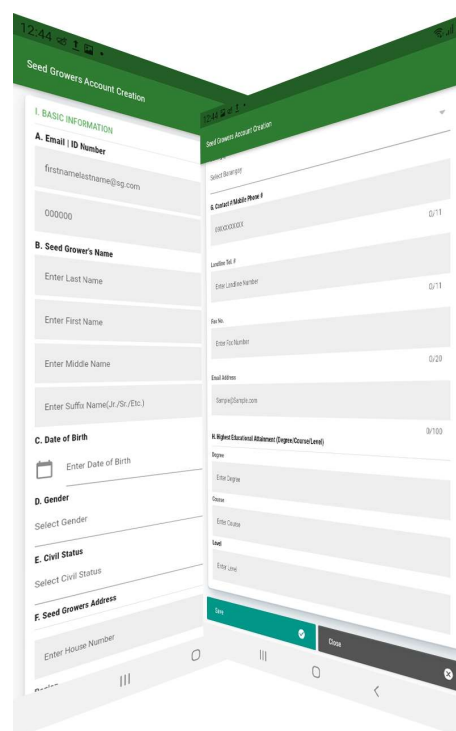 12:44
Seed Growers Account Creation
I. BASIC INFORMATION
A. Email | ID Number
firstnamelastname@sg.com
000000
B. Seed Grower's Name
Enter Last Name
Enter First Name
Enter Middle Name
Enter Suffix Name(Jr./Sr./Etc.)
C. Date of Birth
Enter Date of Birth
D. Gender
Select Gender
E. Civil Status
Select Civil Status
F. Seed Growers Address
Enter House Number
12:44
Seed Growers Account Creation
Select Barangay
G. Contact #/Mobile Phone #
0/11
Landline Tel. #
Enter Landline Number
0/11
Fax No.
Enter Fax Number
0/20
Email Address
Sample@Sample.com
0/100
H. Highest Educational Attainment (Degree/Course/Level)
Degree
Enter Degree
Course
Enter Course
Level
Enter Level
Save
Close